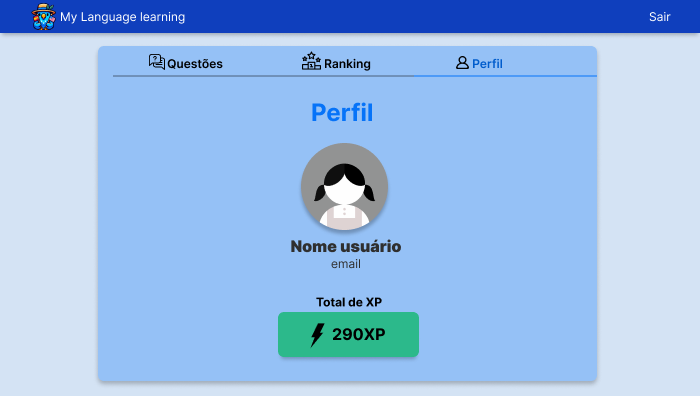 My Language learning
Sair
Questões
Ranking
Perfil
Perfil
Nome usuário
email
Total de XP
290XP